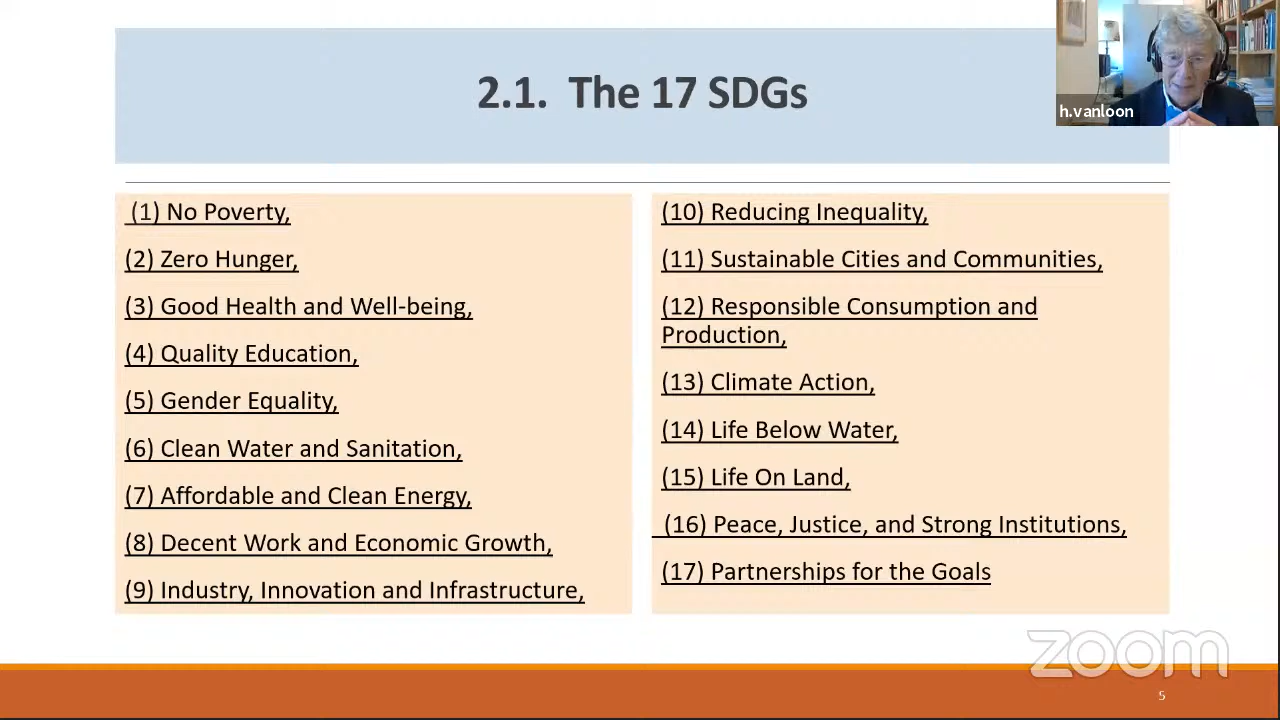 2.1. The 17 SDGs
h.vanloon
(1) No Poverty,
(2) Zero Hunger,
(3) Good Health and Well-being,
(4) Quality Education,
(5) Gender Equality,
(6) Clean Water and Sanitation,
(7) Affordable and Clean Energy,
(8) Decent Work and Economic Growth,
(9) Industry, Innovation and Infrastructure,
(10) Reducing Inequality,
(11) Sustainable Cities and Communities,
(12) Responsible Consumption and
Production,
(13) Climate Action,
(14) Life Below Water,
(15) Life On Land,
(16) Peace, Justice, and Strong Institutions,
(17) Partnerships for the Goals
zoom
5